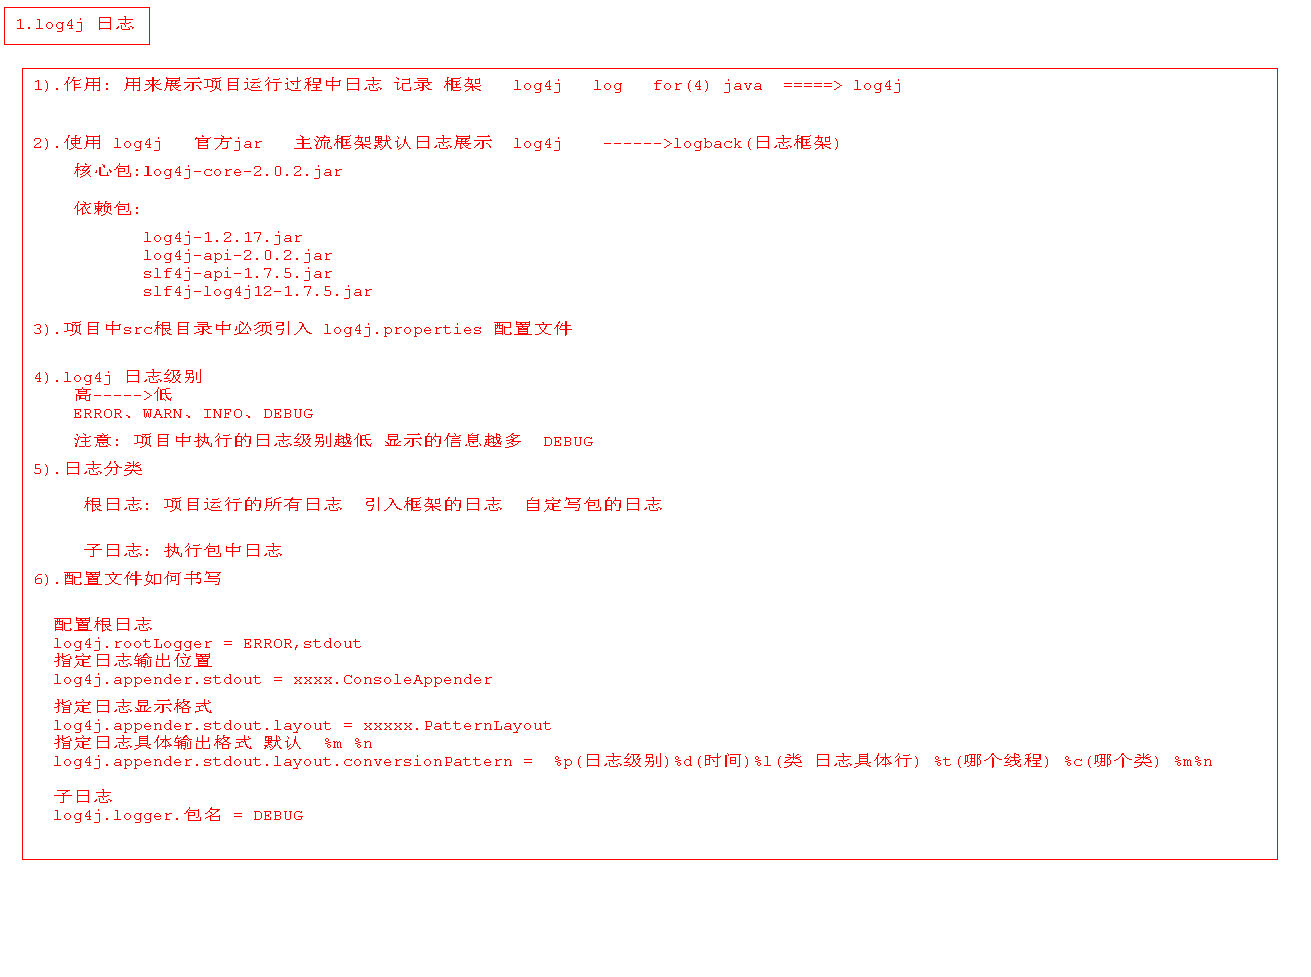 1.log4j 日志
1).作用: 用来展示项目运行过程中日志 记录 框架   log4j   log   for(4) java  =====> log4j
2).使用 log4j   官方jar   主流框架默认日志展示  log4j    ------>logback(日志框架)
核心包:log4j-core-2.0.2.jar
依赖包:
log4j-1.2.17.jar
log4j-api-2.0.2.jar
slf4j-api-1.7.5.jar
slf4j-log4j12-1.7.5.jar
3).项目中src根目录中必须引入 log4j.properties 配置文件
4).log4j 日志级别
高----->低
ERROR、WARN、INFO、DEBUG
注意: 项目中执行的日志级别越低 显示的信息越多  DEBUG
5).日志分类
根日志: 项目运行的所有日志  引入框架的日志  自定写包的日志
子日志: 执行包中日志
6).配置文件如何书写
配置根日志
log4j.rootLogger = ERROR,stdout
指定日志输出位置
log4j.appender.stdout = xxxx.ConsoleAppender
指定日志显示格式
log4j.appender.stdout.layout = xxxxx.PatternLayout
指定日志具体输出格式 默认  %m %n
log4j.appender.stdout.layout.conversionPattern =  %p(日志级别)%d(时间)%l(类 日志具体行) %t(哪个线程) %c(哪个类) %m%n
子日志
log4j.logger.包名 = DEBUG